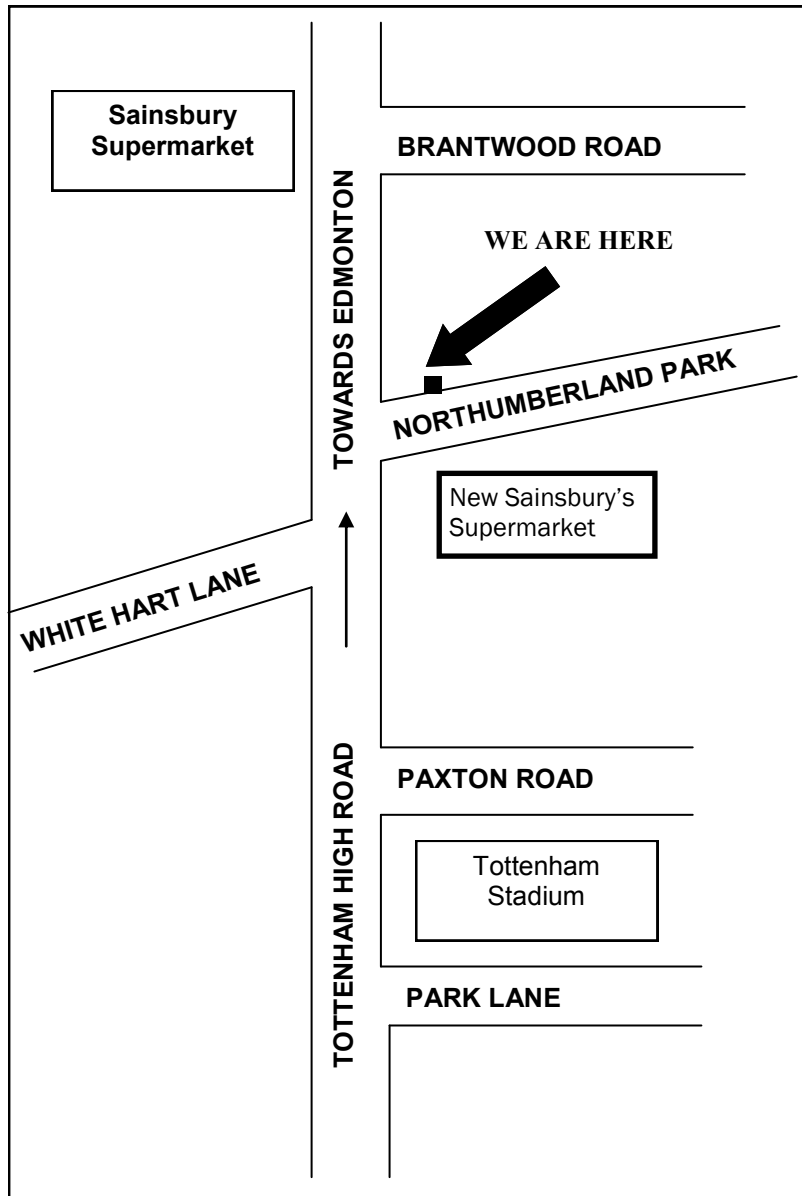 Sainsbury
Supermarket
BRANTWOOD ROAD
WE ARE HERE
TOWARDS EDMONTON
NORTHUMBERLAND PARK
New Sainsbury’s
Supermarket
WHITE HART LANE
TOTTENHAM HIGH ROAD
PAXTON ROAD
Tottenham
Stadium
PARK LANE